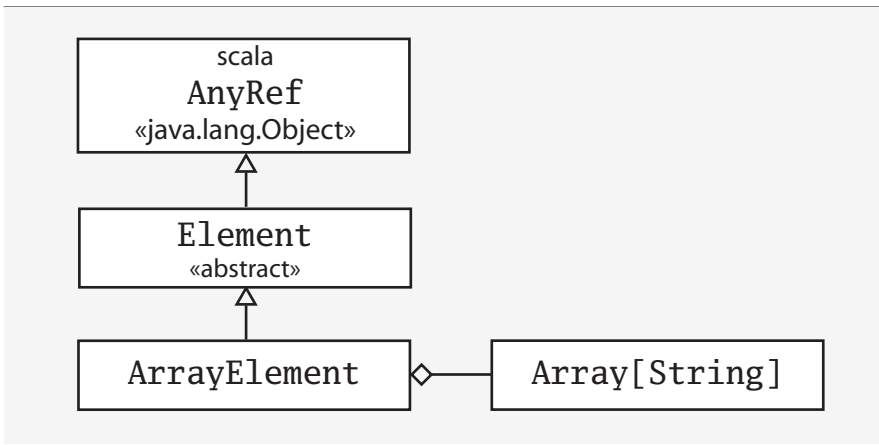 scala
AnyRef
«java.lang.Object»
Element
«abstract»
ArrayElement
Array[String]